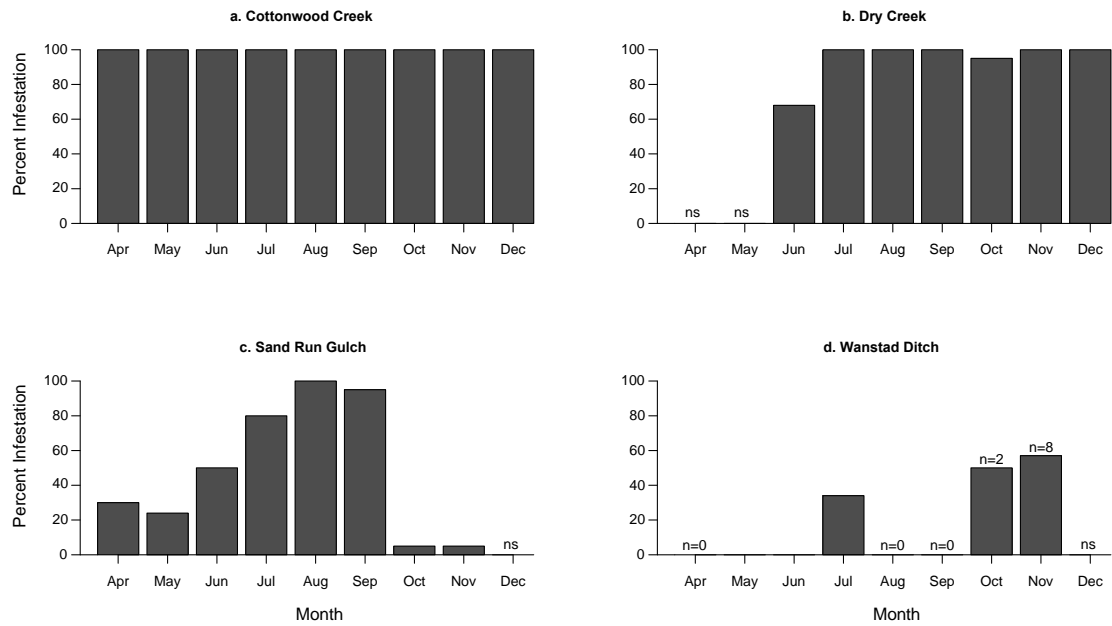 a. Cottonwood Creek
Percent Infestation
100
80
60
40
20
0
Apr May Jun Jul Aug Sep Oct Nov Dec
b. Dry Creek
100
80
60
40
20
0
ns ns
Apr May Jun Jul Aug Sep Oct Nov Dec
c. Sand Run Gulch
Percent Infestation
100
80
60
40
20
0
ns
Apr May Jun Jul Aug Sep Oct Nov Dec
Month
d. Wanstad Ditch
100
80
60
40
20
0
n=0 n=0 n=0 n=2 n=8 ns
Apr May Jun Jul Aug Sep Oct Nov Dec
Month